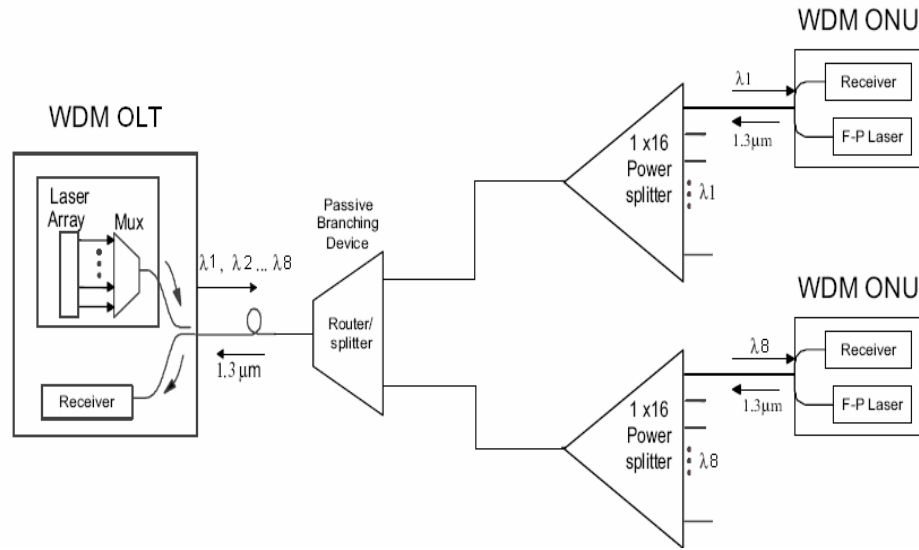 WDM OLT
Laser
Array
Mux
Receiver
λ1, λ2... λ8
1.3 μm
Passive
Branching
Device
Router/
splitter
1 x16
Power
splitter
λ1
λ1
1.3μm
WDM ONU
Receiver
F-P Laser
1 x16
Power
splitter
λ8
λ8
1.3μm
WDM ONU
Receiver
F-P Laser